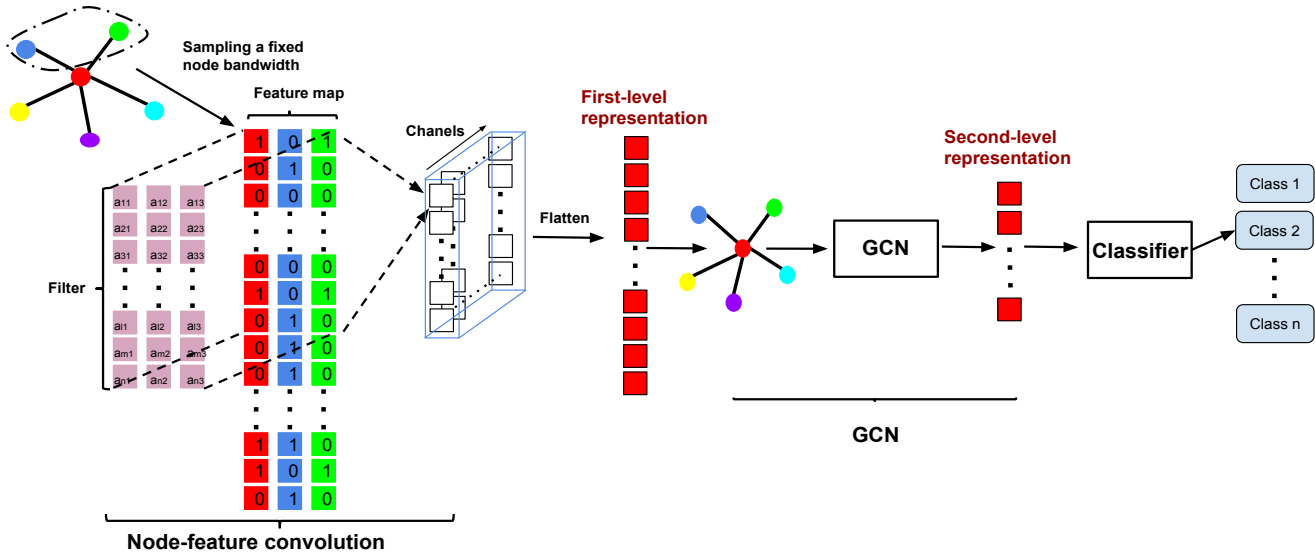 Sampling a fixed
node bandwidth
Feature map
1 0 1
0 1 0
0 0 0
0 0 0
1 0 1
0 1 0
0 1 0
0 1 0
1 1 0
1 0 1
0 1 0
Filter
a11 a12 a13
a21 a22 a23
a31 a32 a33
al1 al2 al3
am1 am2 am3
an1 an2 an3
Node-feature convolution
Chanels
Flatten
First-level
representation
GCN
GCN
Second-level
representation
Classifier
Class 1
Class 2
Class n